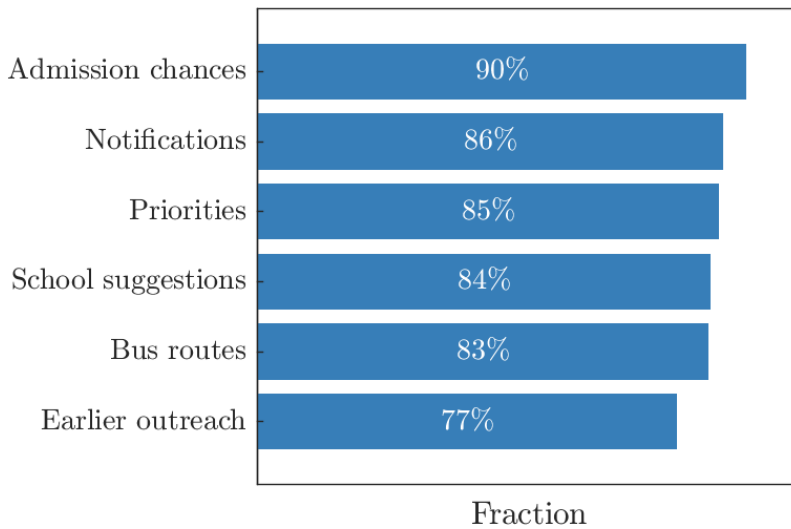 Admission chances 90%
Notifications 86%
Priorities 85%
School suggestions 84%
Bus routes 83%
Earlier outreach 77%
Fraction